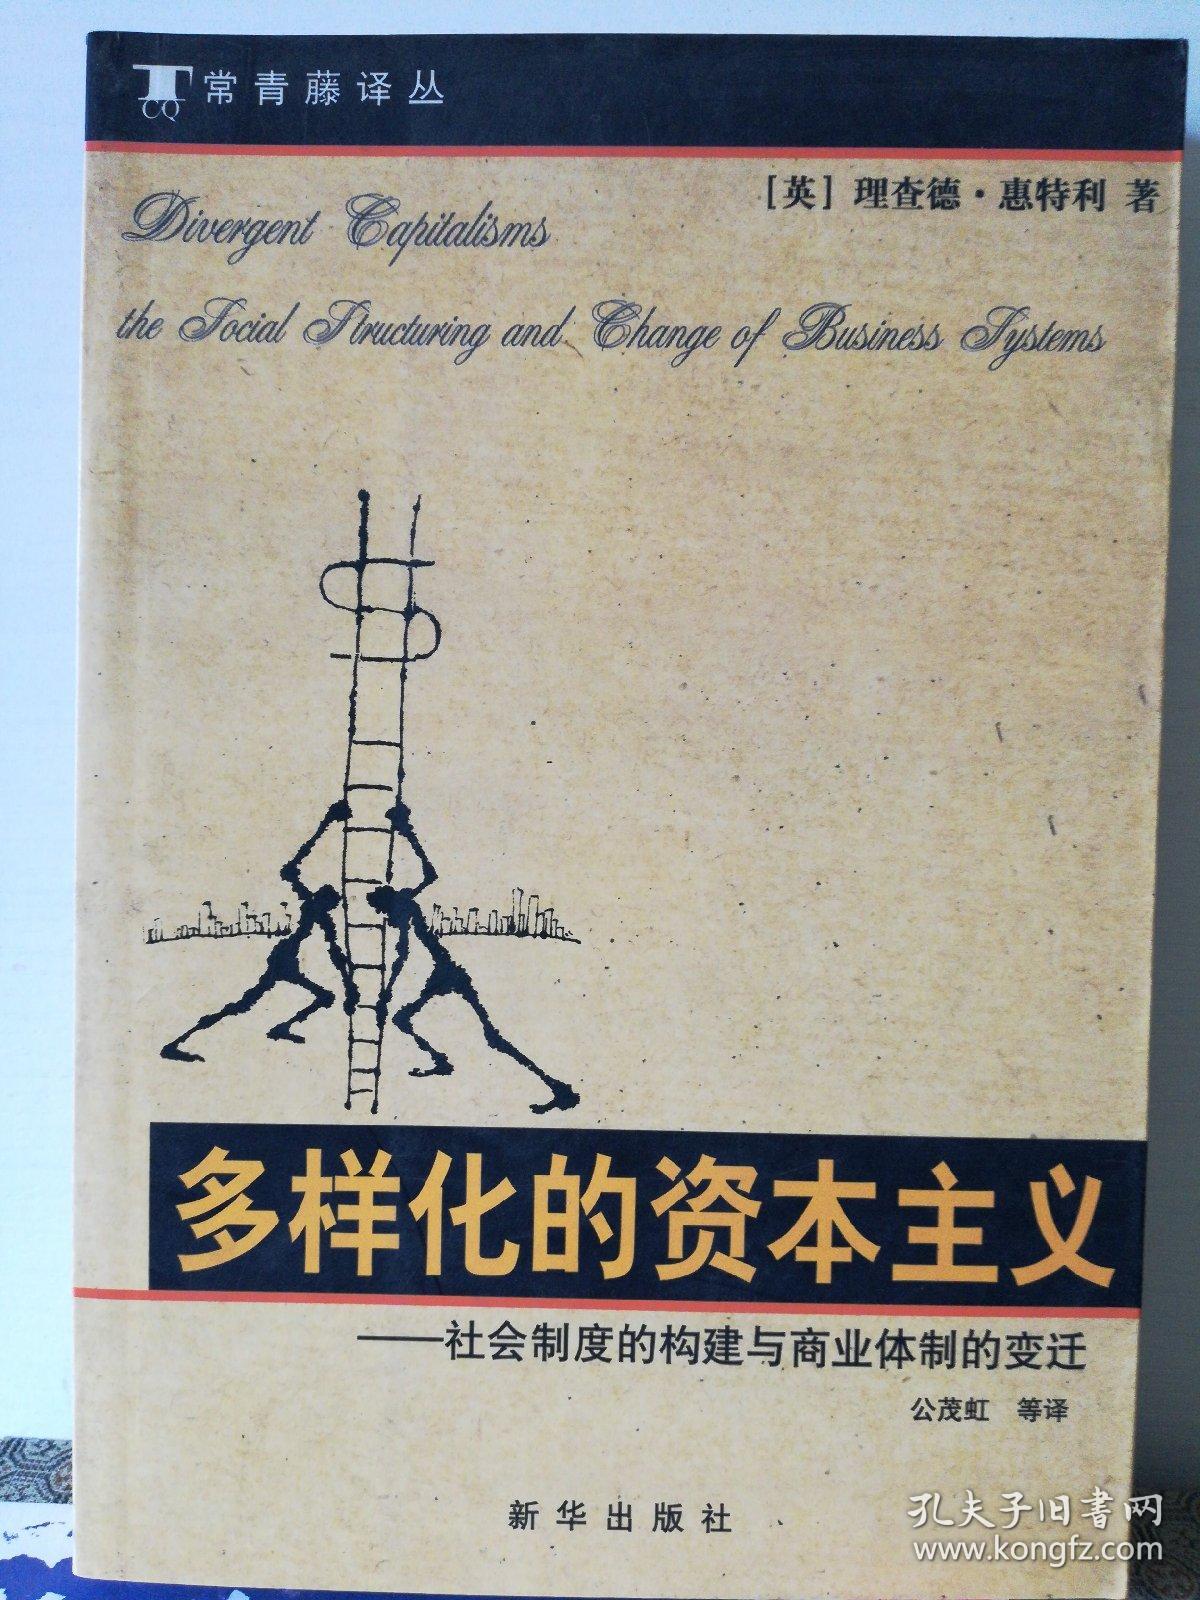 T
CQ
常青藤译丛
[英] 理查德·惠特利 著
Divergent Capitalisms
the Social Structuring and Change of Business Systems
多样化的资本主义
——社会制度的构建与商业体制的变迁
公茂虹 等译
新华出版社
孔夫子旧书网
www.kongfz.com